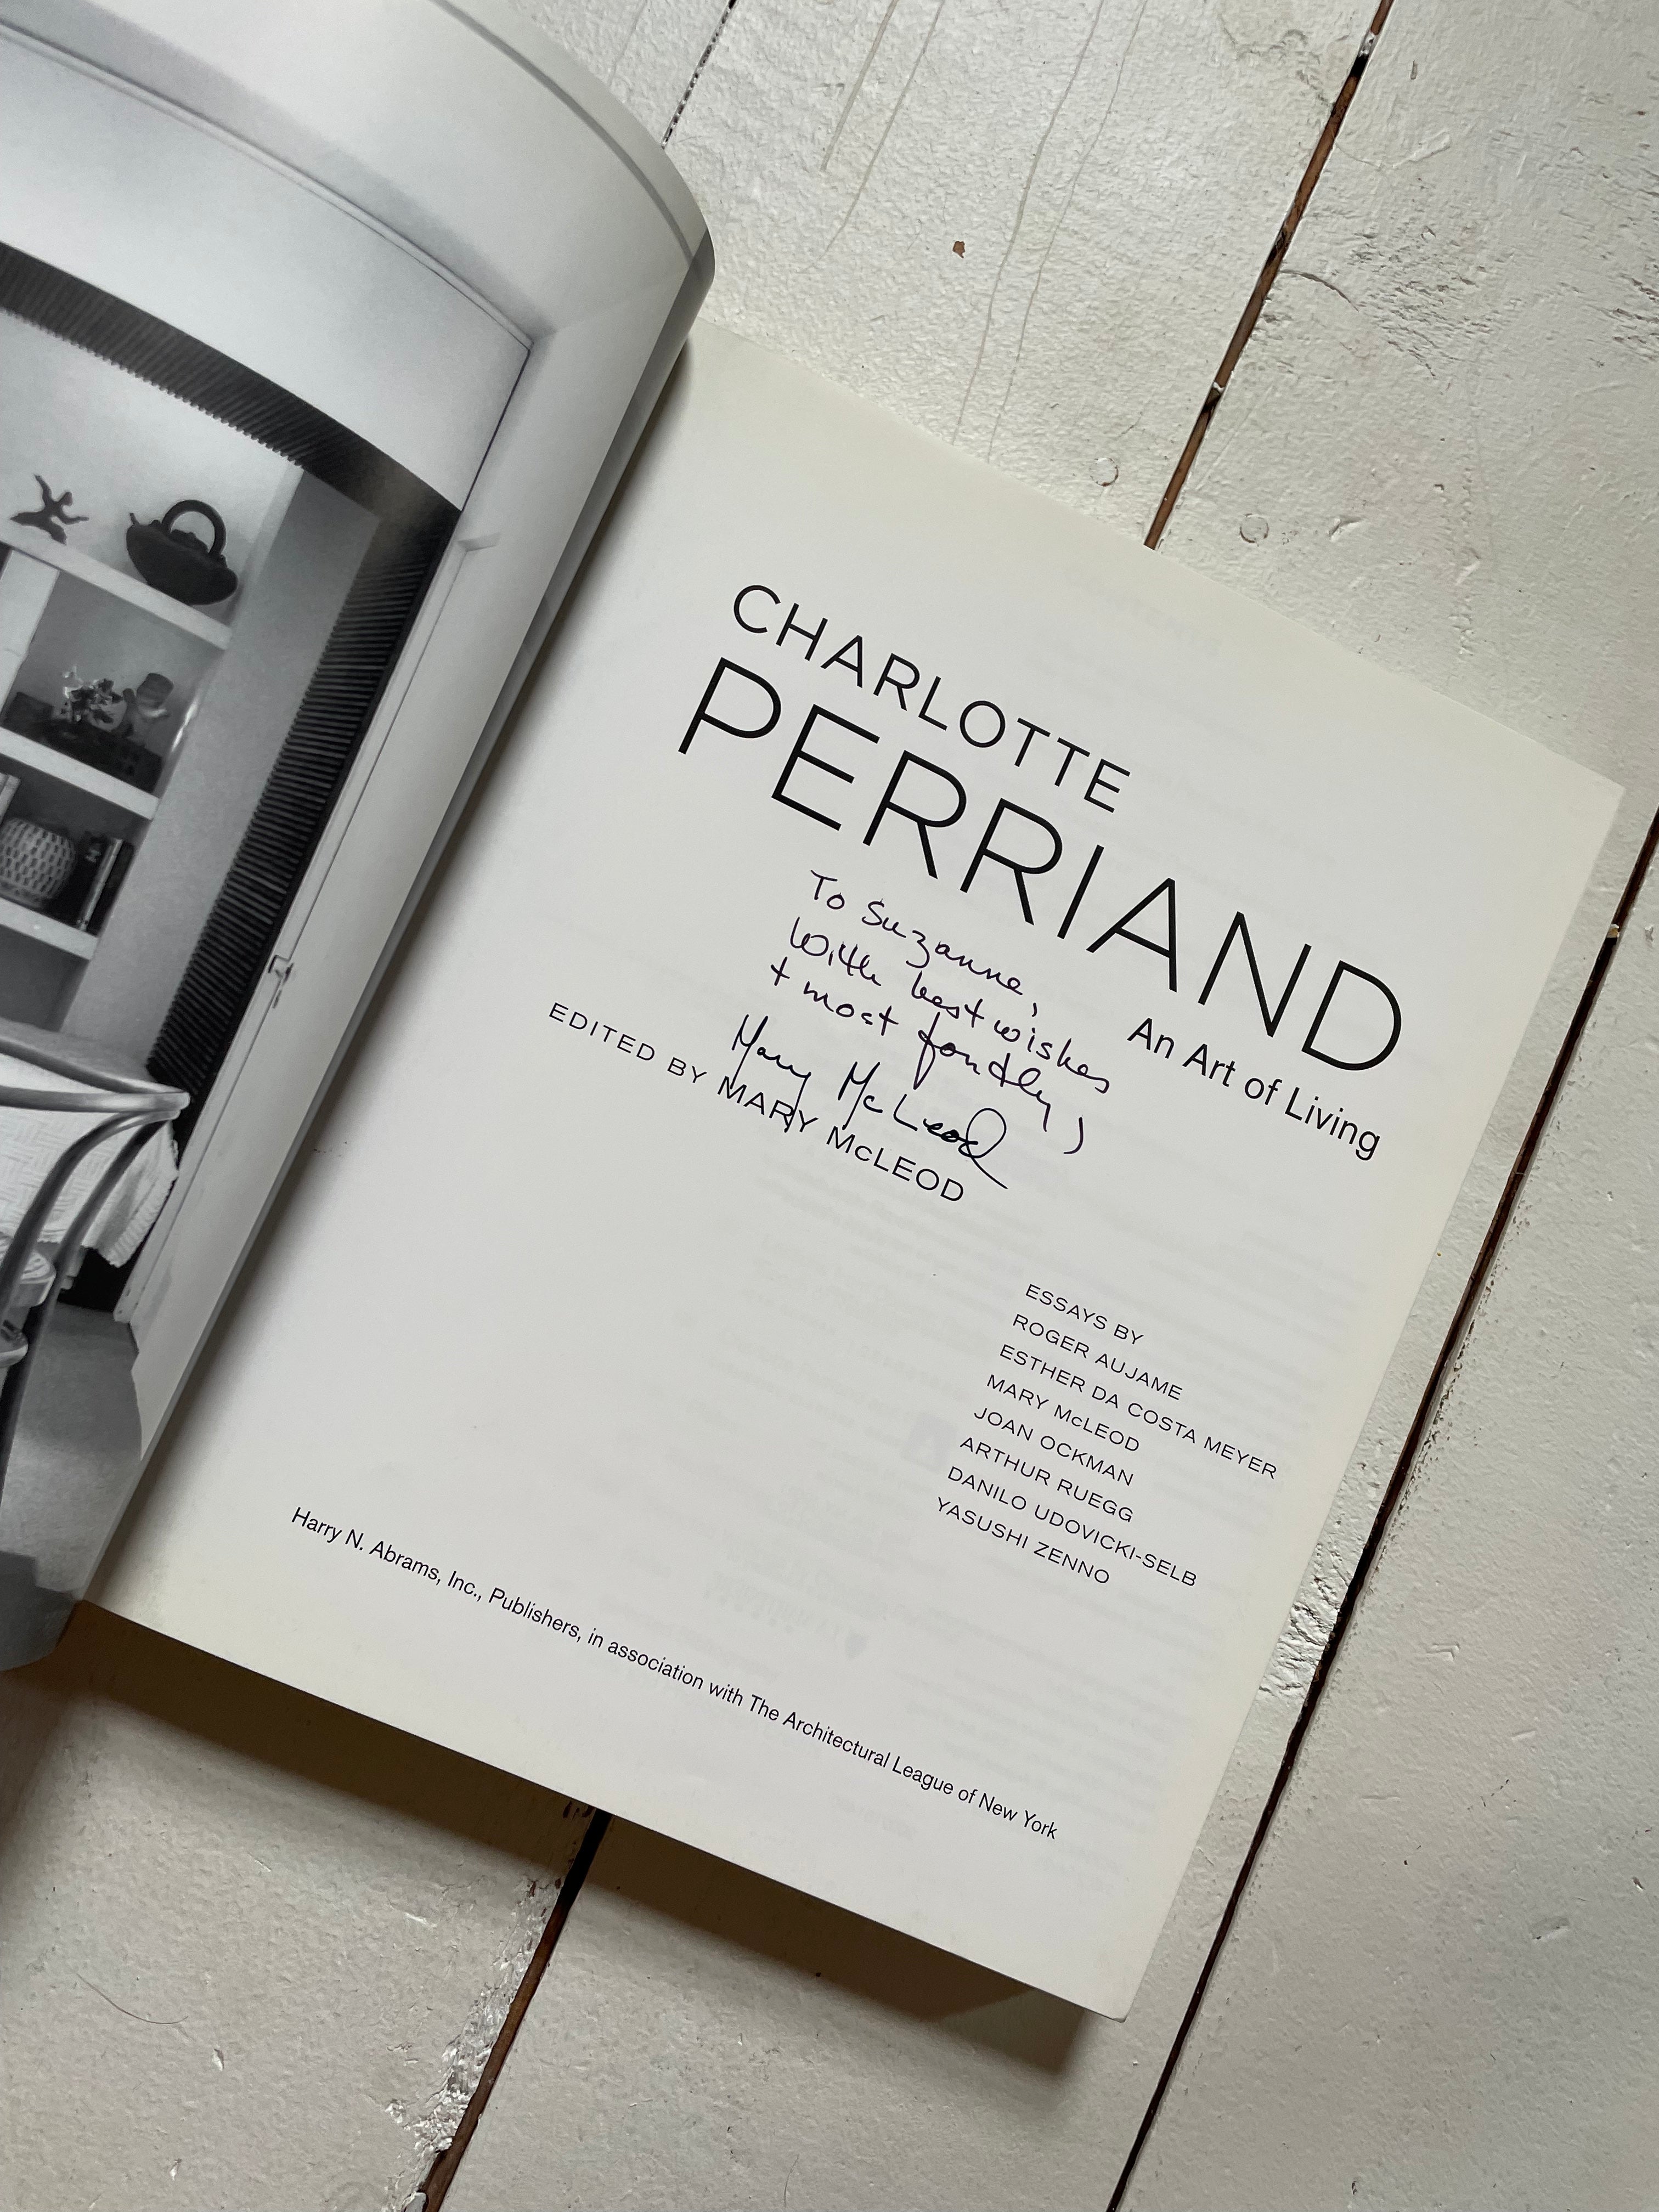 CHARLOTTE
PERRIAND
An Art of Living
To Suzanne,
With best wishes
+ most fondly,
Mary McLeod
EDITED BY MARY McLEOD
ESSAYS BY
ROGER AUJAME
ESTHER DA COSTA MEYER
MARY McLEOD
JOAN OCKMAN
ARTHUR RUEGG
DANILO UDOVICKI-SELB
YASUSHI ZENNO
Harry N. Abrams, Inc., Publishers, in association with The Architectural League of New York